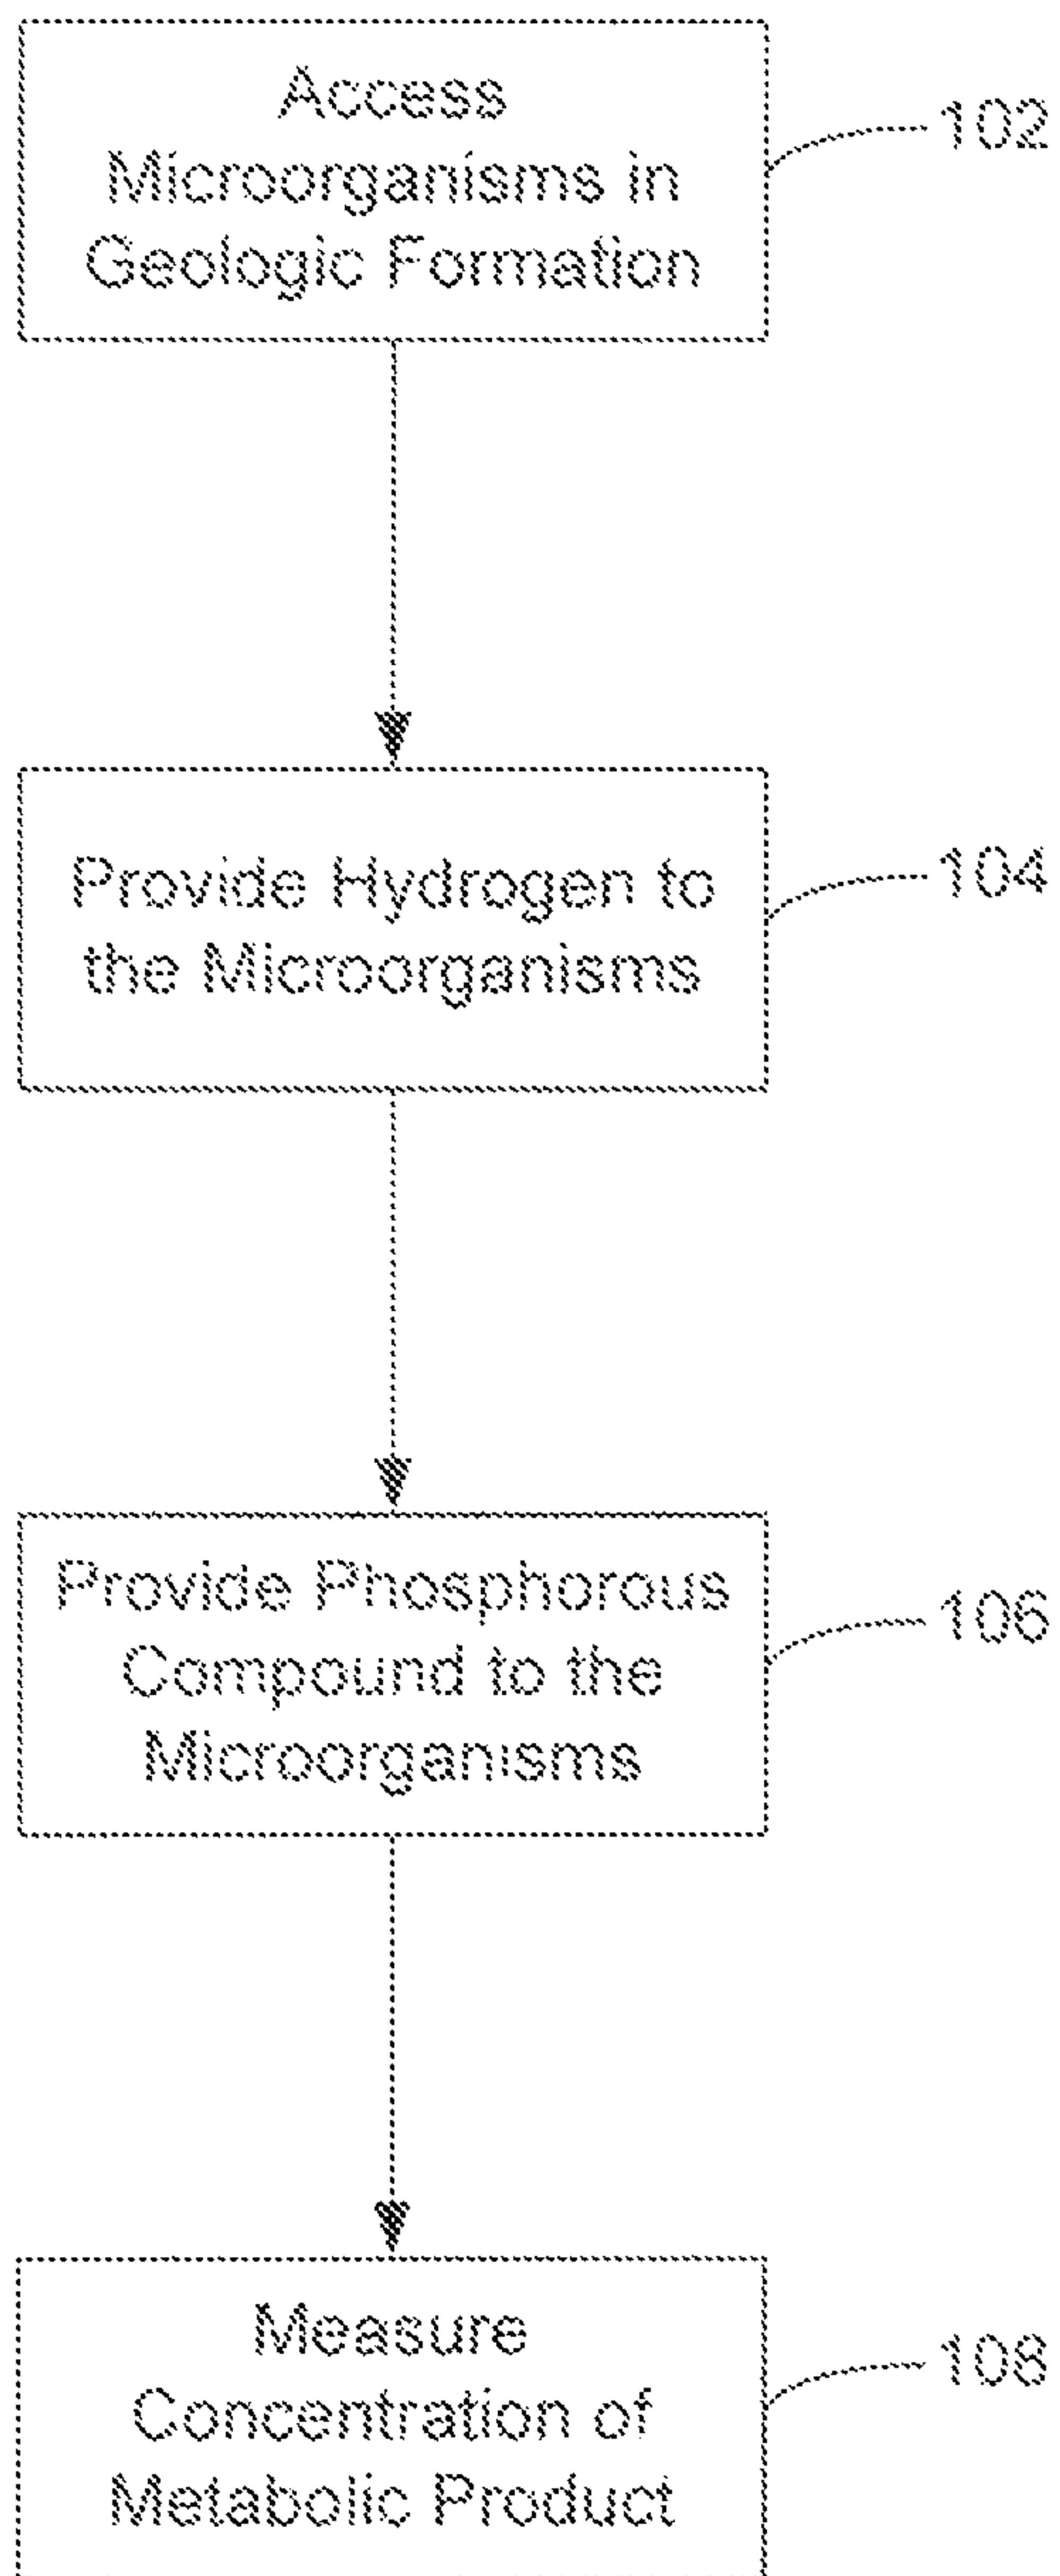 Access
Microorganisms in
Geologic Formation
102
Provide Hydrogen to
the Microorganisms
104
Provide Phosphorous
Compound to the
Microorganisms
106
Measure
Concentration of
Metabolic Product
108